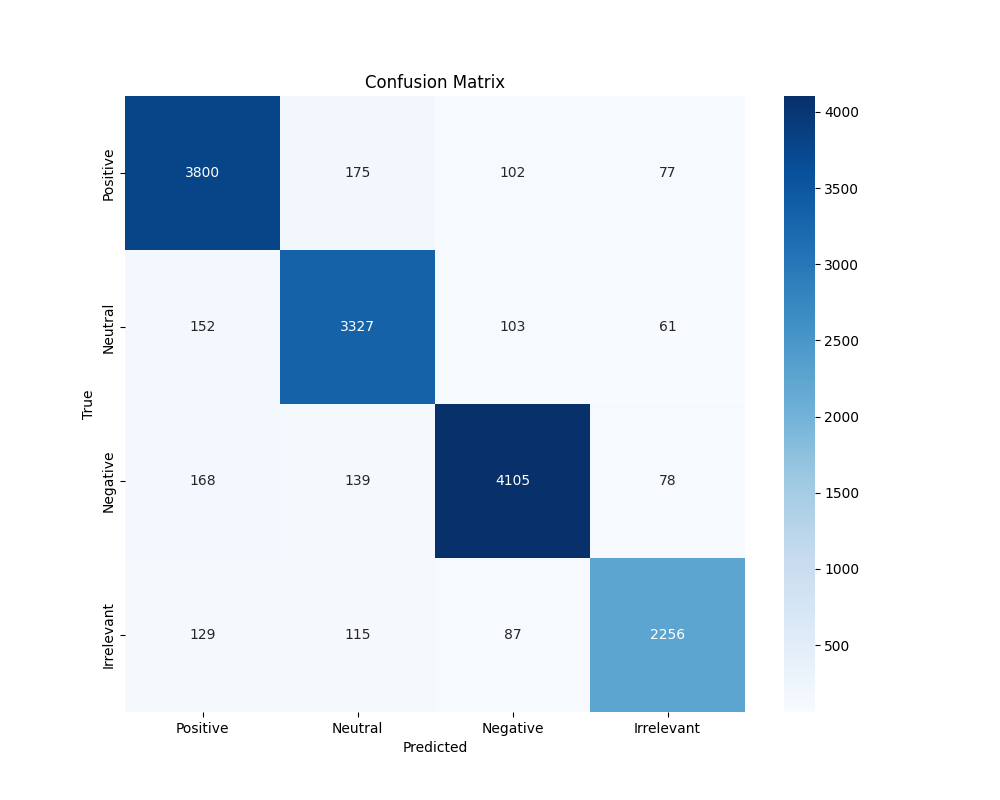 Confusion Matrix
Positive 3800 175 102 77
Neutral 152 3327 103 61
Negative 168 139 4105 78
Irrelevant 129 115 87 2256
True
Positive Neutral Negative Irrelevant
Predicted
4000
3500
3000
2500
2000
1500
1000
500